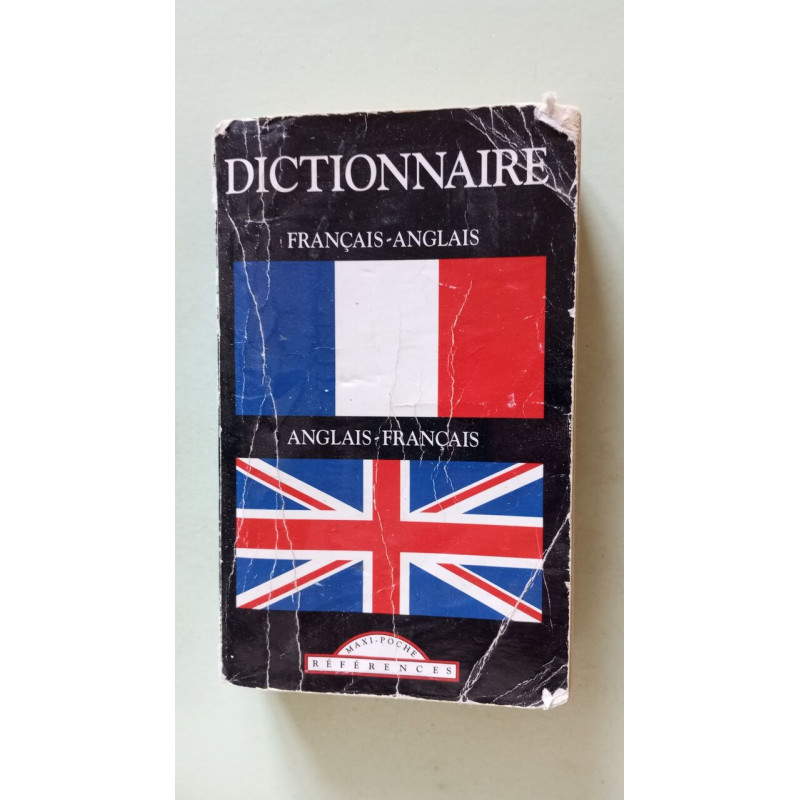 DICTIONNAIRE
FRANÇAIS-ANGLAIS
ANGLAIS-FRANÇAIS
MAXI-POCHE
RÉFÉRENCES